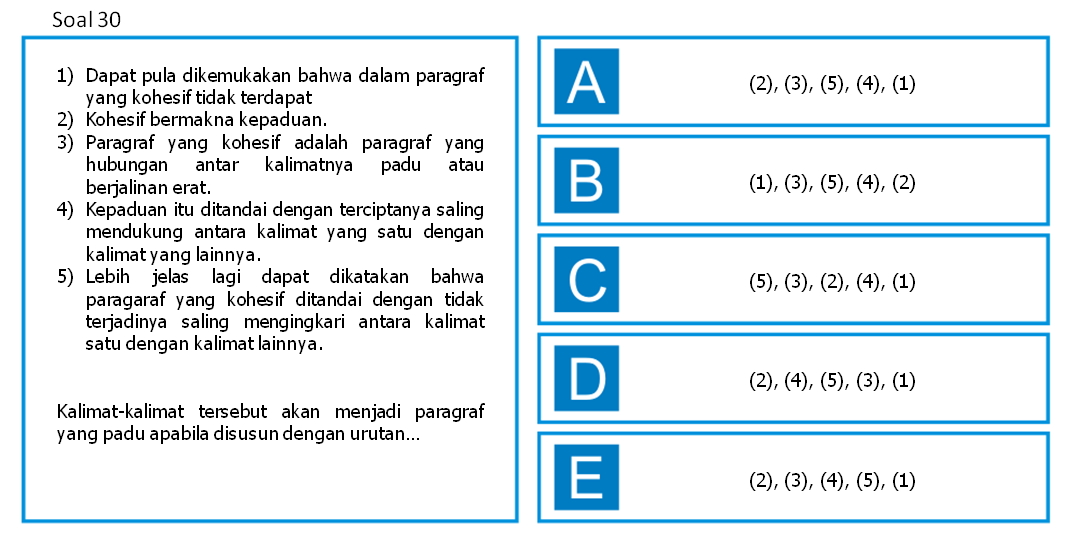 Soal 30
1) Dapat pula dikemukakan bahwa dalam paragraf
yang kohesif tidak terdapat
2) Kohesif bermakna kepaduan.
3) Paragraf yang kohesif adalah paragraf yang
hubungan antar kalimatnya padu atau
berjalinan erat.
4) Kepaduan itu ditandai dengan terciptanya saling
mendukung antara kalimat yang satu dengan
kalimat yang lainnya.
5) Lebih jelas lagi dapat dikatakan bahwa
paragaraf yang kohesif ditandai dengan tidak
terjadinya saling mengingkari antara kalimat
satu dengan kalimat lainnya.
Kalimat-kalimat tersebut akan menjadi paragraf
yang padu apabila disusun dengan urutan...
A (2), (3), (5), (4), (1)
B (1), (3), (5), (4), (2)
C (5), (3), (2), (4), (1)
D (2), (4), (5), (3), (1)
E (2), (3), (4), (5), (1)